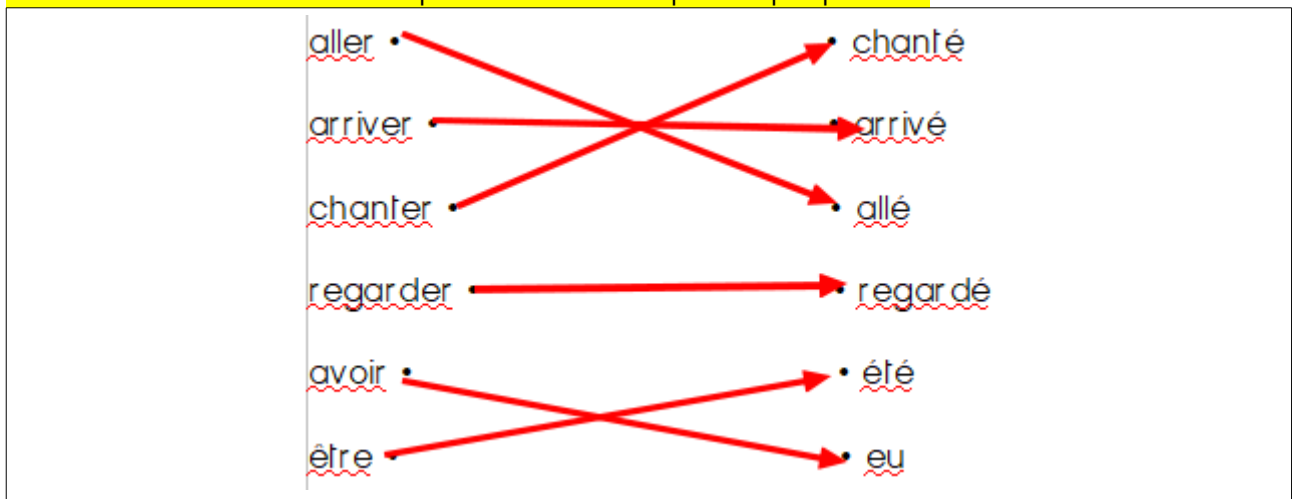 aller • • chanté
arriver • • arrivé
chanter • • allé
regarder • • regardé
avoir • • été
être • • eu